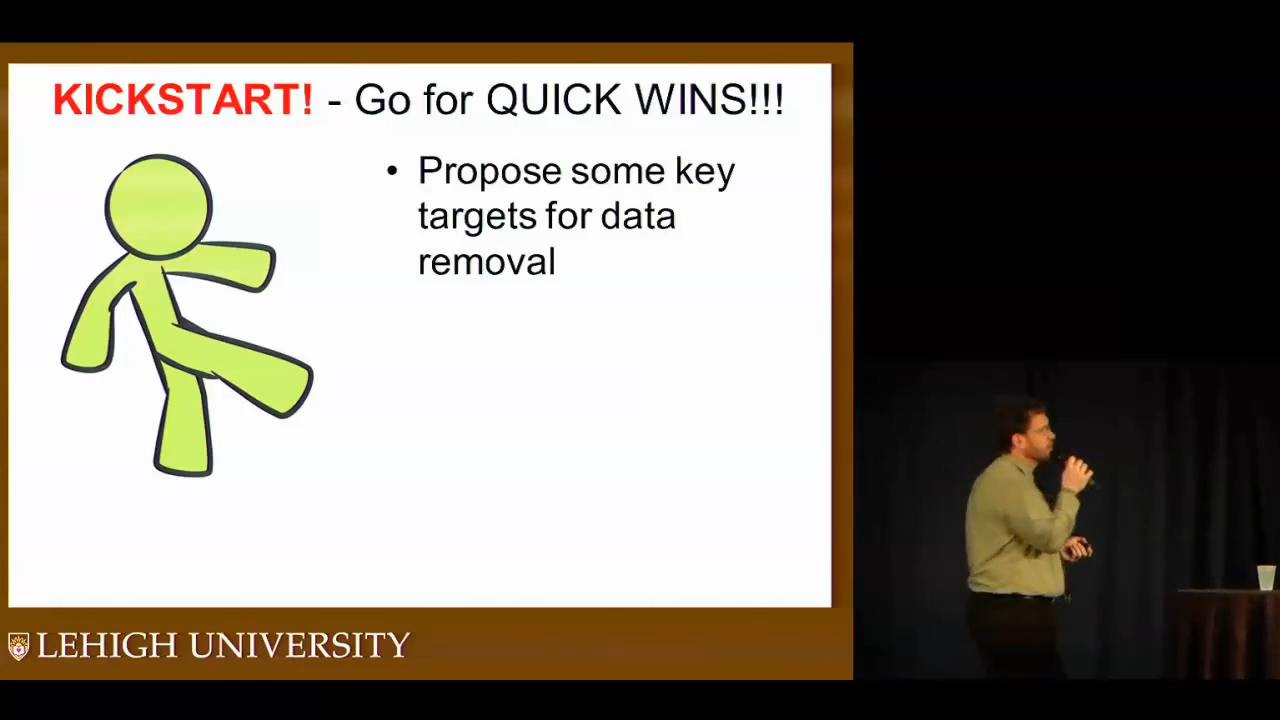 KICKSTART! - Go for QUICK WINS!!!
• Propose some key
targets for data
removal
LEHIGH UNIVERSITY